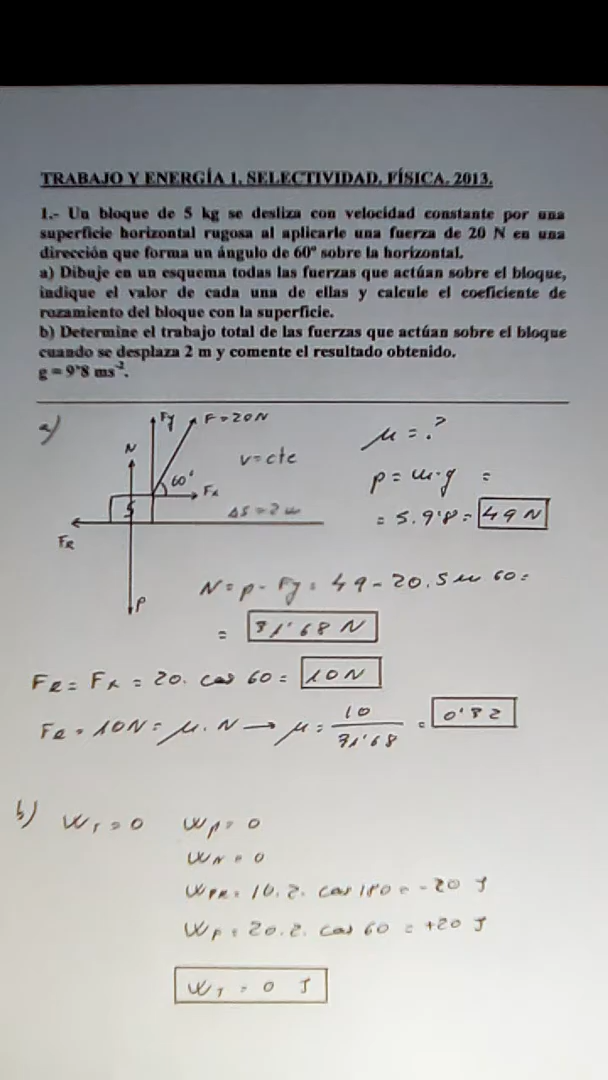 TRABAJO Y ENERGÍA 1. SELECTIVIDAD. FÍSICA. 2013.
1.- Un bloque de 5 kg se desliza con velocidad constante por una
superficie horizontal rugosa al aplicarle una fuerza de 20 N en una
dirección que forma un ángulo de 60º sobre la horizontal.
a) Dibuje en un esquema todas las fuerzas que actúan sobre el bloque,
indique el valor de cada una de ellas y calcule el coeficiente de
rozamiento del bloque con la superficie.
b) Determine el trabajo total de las fuerzas que actúan sobre el bloque
cuando se desplaza 2 m y comente el resultado obtenido.
g = 9'8 ms⁻².
a)
Fy F=20N
N
60º
Fx
5
FR
P
v=cte
Δs=2m
μ=?
p=m·g =
= 5.9'8= 49 N
N=p-Fy= 49-20.sen 60=
= 31'68 N
FR= Fx = 20. cos 60= 10N
FR=10N= μ.N → μ= 10/31'68 = 0'32
b) WT=0 WP=0
WN=0
WFR= 10.2. cos 180 = -20 J
WF= 20.2. cos 60 = +20 J
WT = 0 J